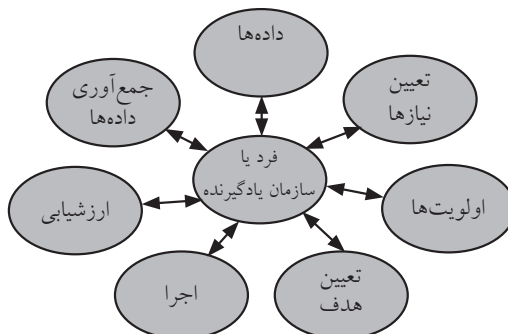 داده‌ها
تعیین
نیازها
اولویت‌ها
تعیین
هدف
اجرا
ارزشیابی
جمع‌آوری
داده‌ها
فرد یا
سازمان یادگیرنده